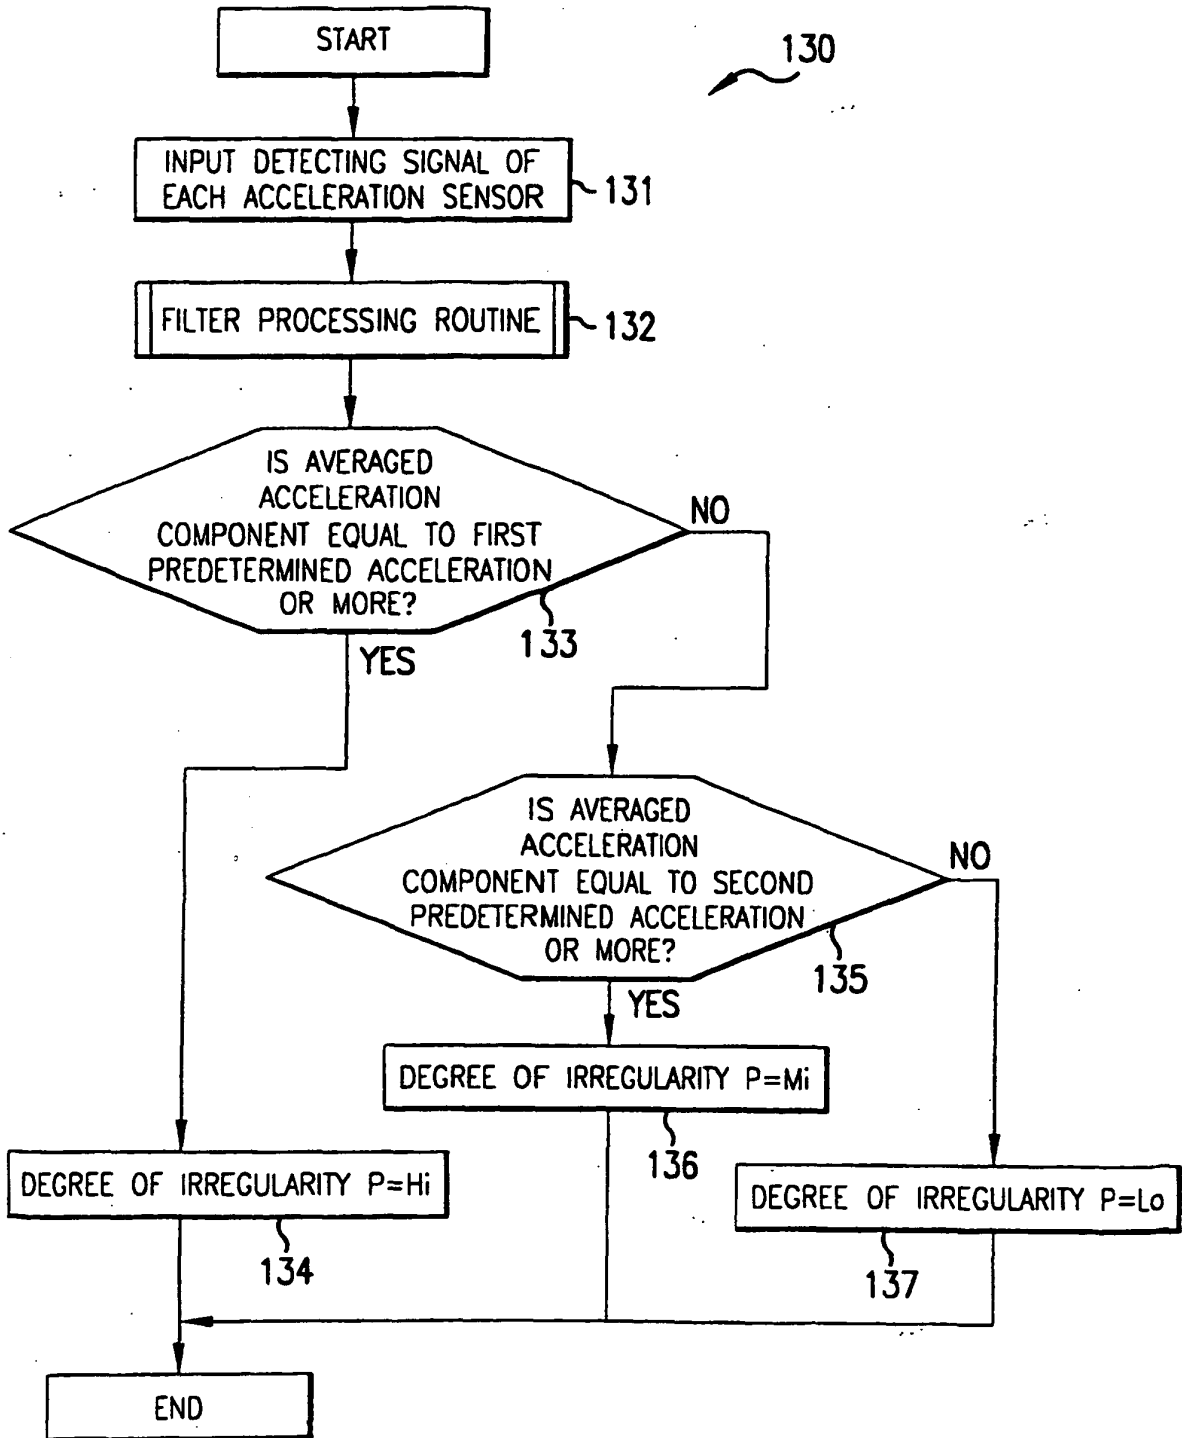 START
130
INPUT DETECTING SIGNAL OF
EACH ACCELERATION SENSOR
131
FILTER PROCESSING ROUTINE
132
IS AVERAGED
ACCELERATION
COMPONENT EQUAL TO FIRST
PREDETERMINED ACCELERATION
OR MORE?
NO
133
YES
IS AVERAGED
ACCELERATION
COMPONENT EQUAL TO SECOND
PREDETERMINED ACCELERATION
OR MORE?
NO
135
YES
DEGREE OF IRREGULARITY P=Mi
136
DEGREE OF IRREGULARITY P=Hi
134
DEGREE OF IRREGULARITY P=Lo
137
END